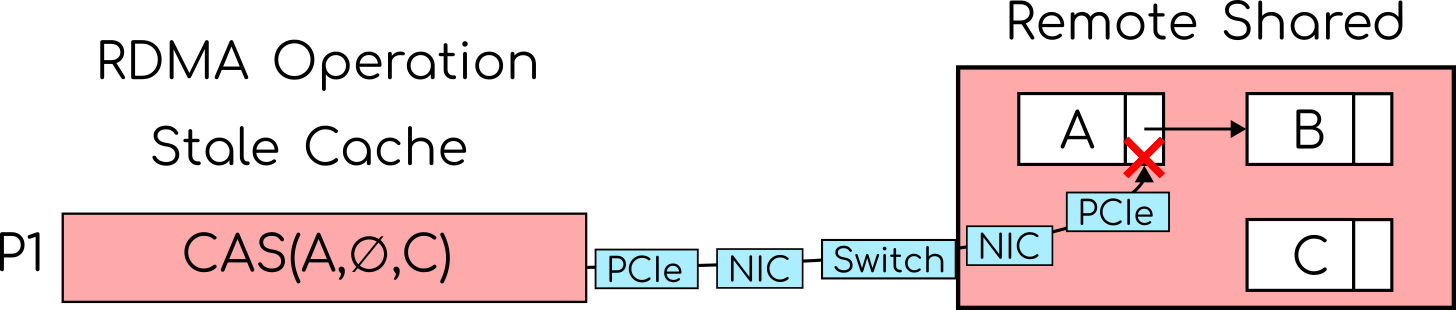 RDMA Operation
Stale Cache
P1
CAS(A,∅,C)
PCIe
NIC
Switch
Remote Shared
NIC
PCIe
A
B
C